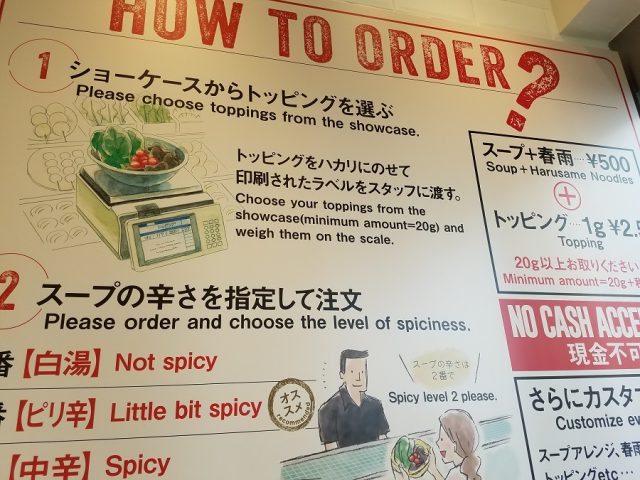 HOW TO ORDER?
1 ショーケースからトッピングを選ぶ
Please choose toppings from the showcase.
トッピングをハカリにのせて
印刷されたラベルをスタッフに渡す。
Choose your toppings from the
showcase(minimum amount=20g) and
weigh them on the scale.
スープ+春雨…¥500
Soup+Harusame Noodles
+
トッピング…1g ¥2.
Topping
20g以上お取りください
Minimum amount=20g+
NO CASH
現金不可
2 スープの辛さを指定して注文
Please order and choose the level of spiciness.
番【白湯】Not spicy
番【ピリ辛】Little bit spicy
オススメ
recommended
【中辛】Spicy
スープの辛さは
2番で
Spicy level 2 please.
さらにカスタ
Customize
スープアレンジ、春雨
トッピングetc…